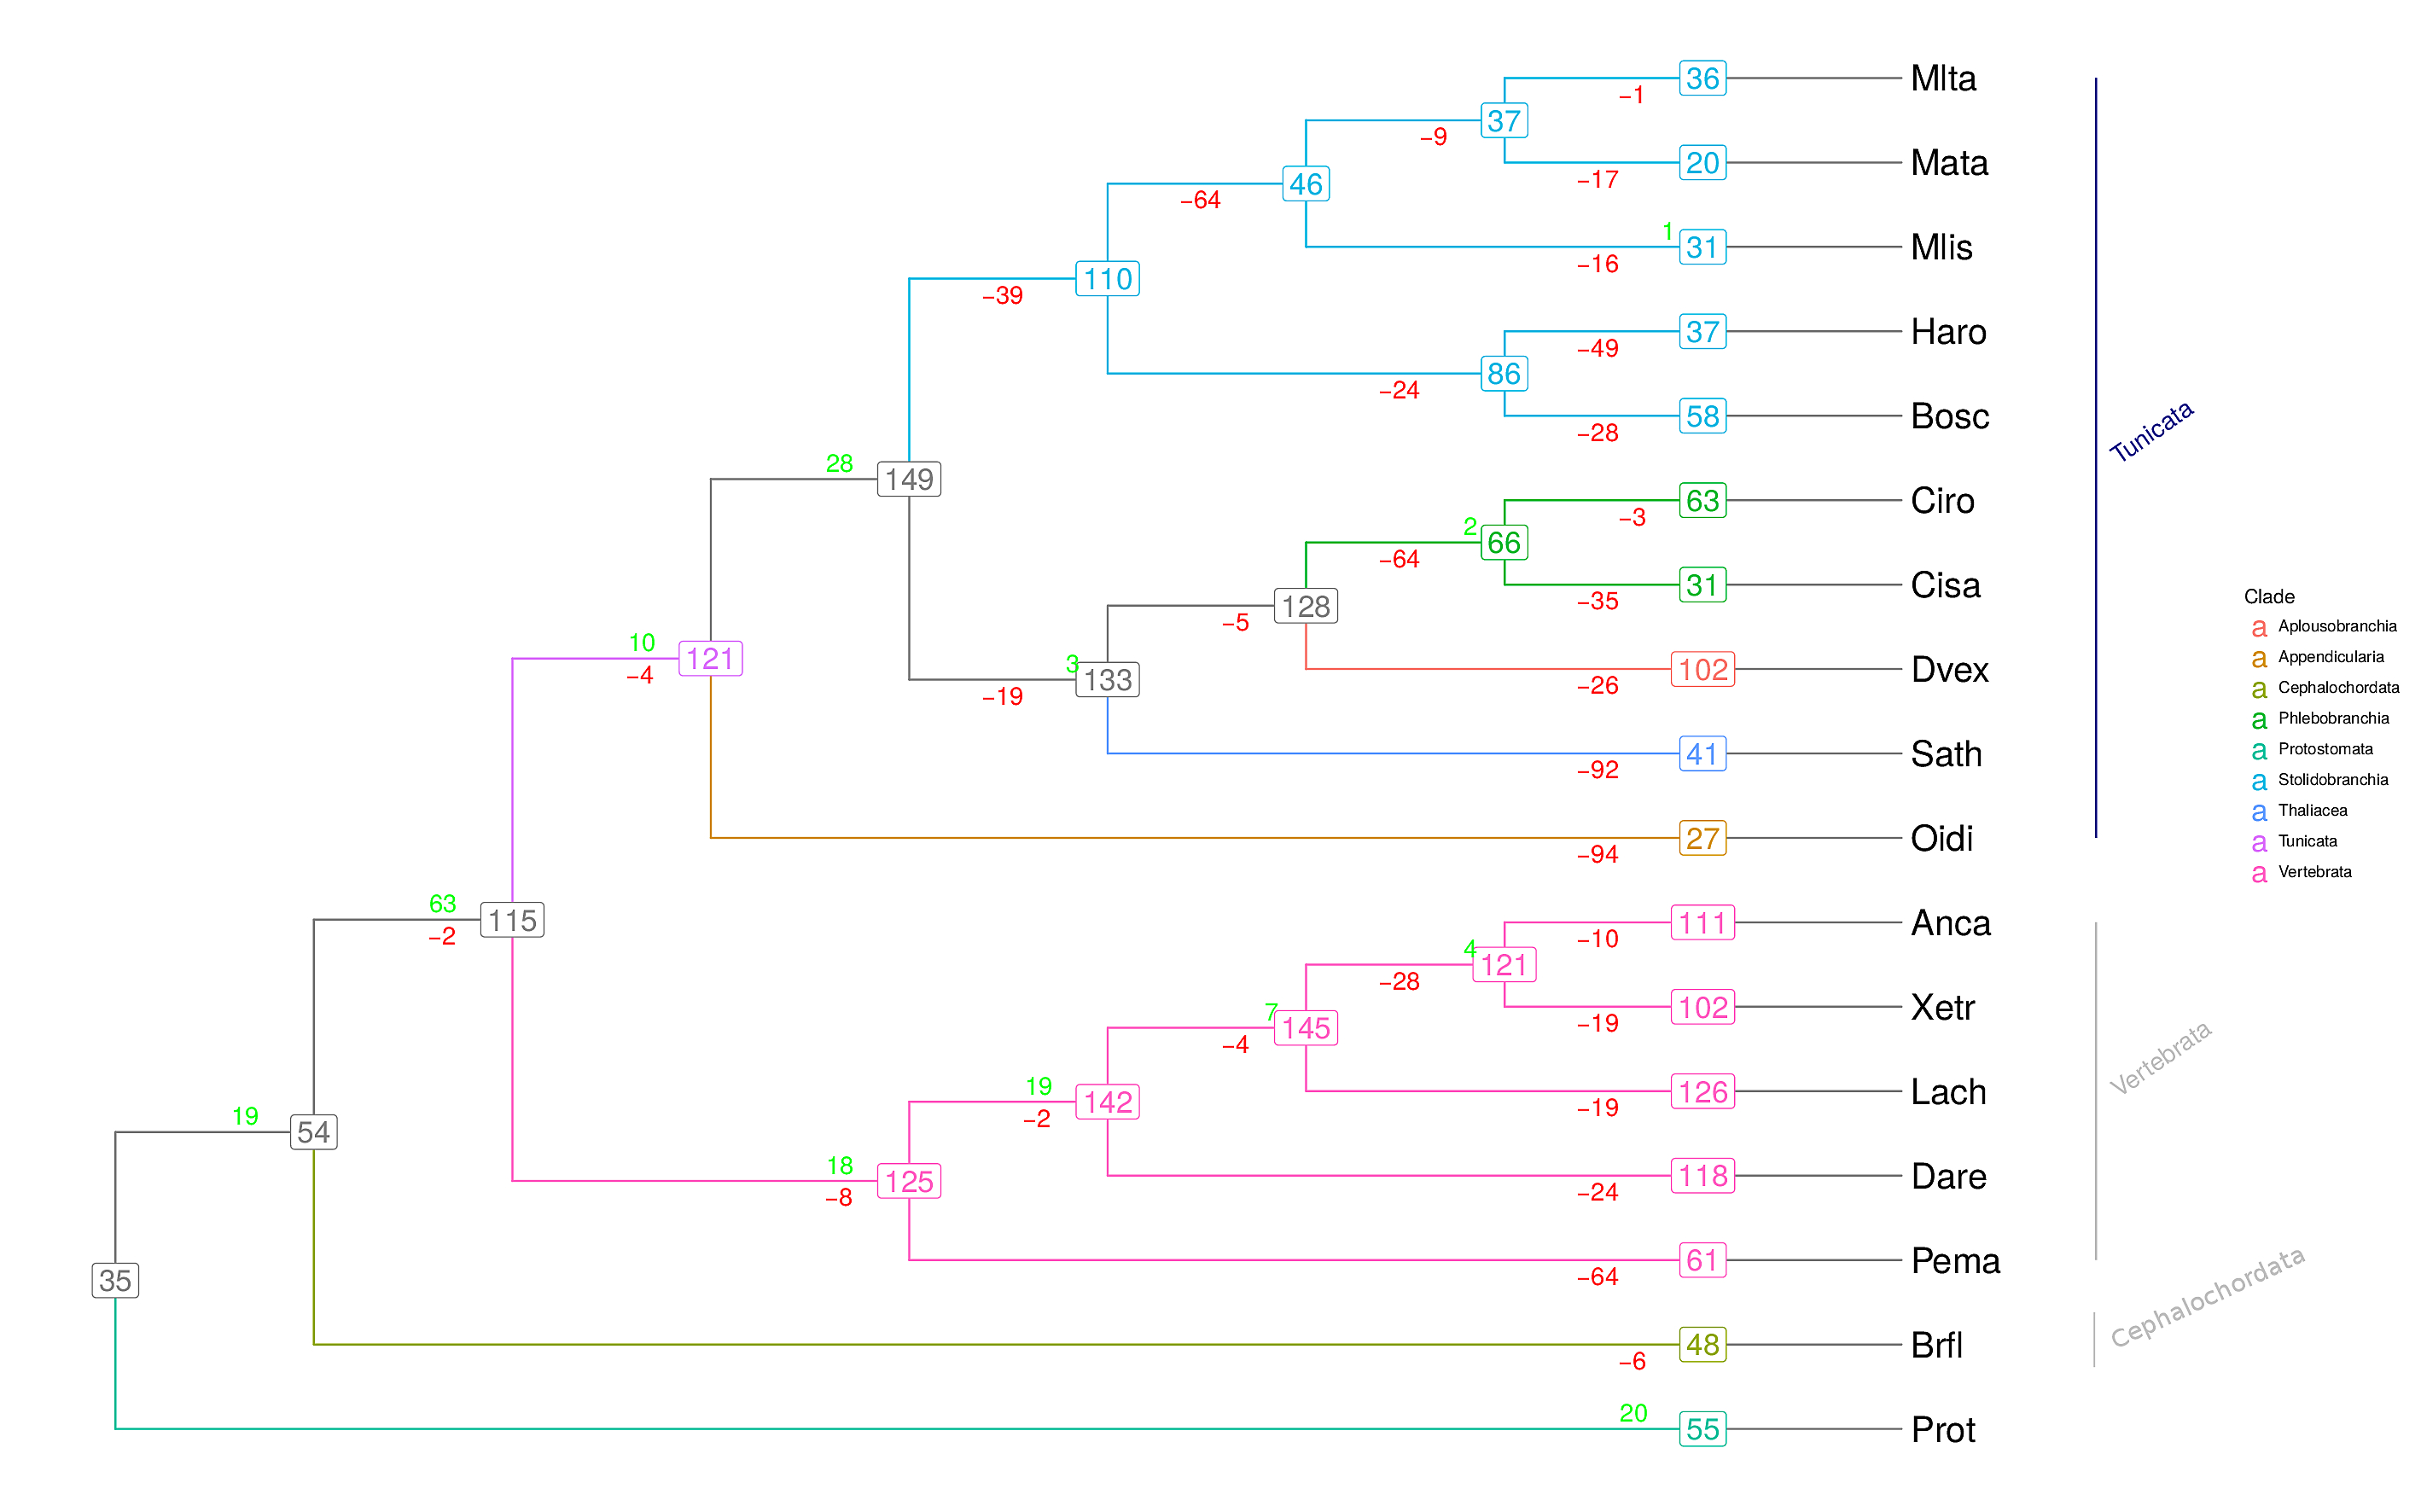 36
Mlta
−1
37
−9
20
Mata
−17
46
−64
1
31
Mlis
−16
110
−39
37
Haro
−49
86
−24
58
Bosc
−28
28
149
63
Ciro
−3
2
66
−64
31
Cisa
−35
128
−5
102
Dvex
−26
3
133
−19
10
121
−4
41
Sath
−92
27
Oidi
−94
Tunicata
63
115
−2
111
Anca
−10
4
121
−28
102
Xetr
−19
7
145
−4
126
Lach
−19
19
142
−2
118
Dare
−24
18
125
−8
61
Pema
−64
Vertebrata
19
54
48
Brfl
−6
Cephalochordata
35
20
55
Prot
Clade
a Aplousobranchia
a Appendicularia
a Cephalochordata
a Phlebobranchia
a Protostomata
a Stolidobranchia
a Thaliacea
a Tunicata
a Vertebrata